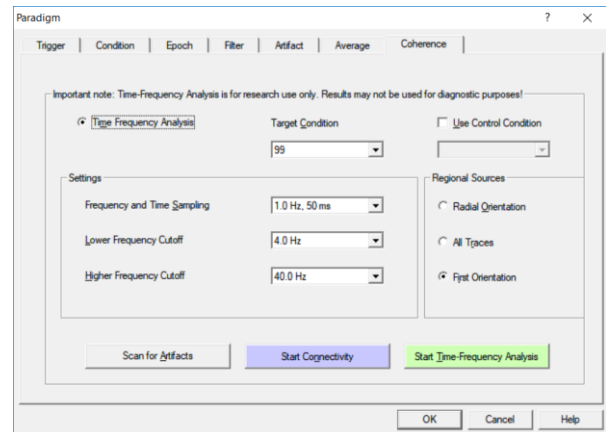 Paradigm
? ×
Trigger Condition Epoch Filter Artifact Average Coherence
Important note: Time-Frequency Analysis is for research use only. Results may not be used for diagnostic purposes!
Time Frequency Analysis Target Condition Use Control Condition
99
Settings Regional Sources
Frequency and Time Sampling 1.0 Hz, 50 ms Radial Orientation
Lower Frequency Cutoff 4.0 Hz All Traces
Higher Frequency Cutoff 40.0 Hz First Orientation
Scan for Artifacts Start Connectivity Start Time-Frequency Analysis
OK Cancel Help